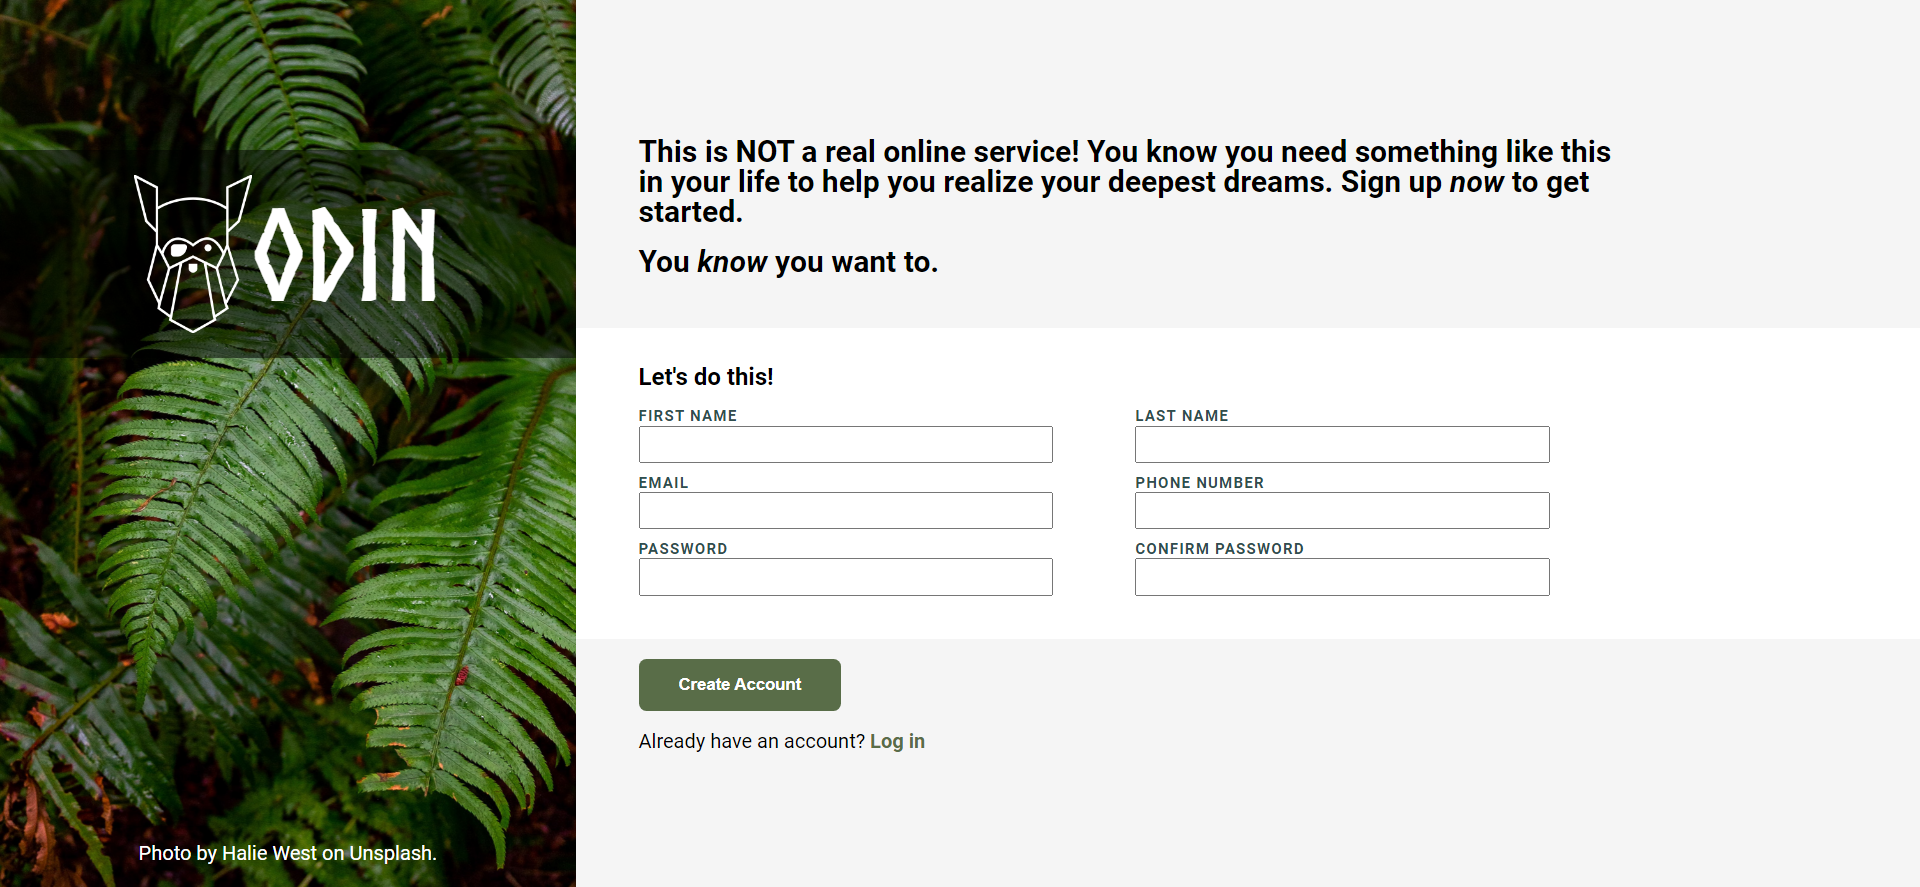 ODIN
Photo by Halie West on Unsplash.
This is NOT a real online service! You know you need something like this
in your life to help you realize your deepest dreams. Sign up now to get
started.
You know you want to.
Let's do this!
FIRST NAME
LAST NAME
EMAIL
PHONE NUMBER
PASSWORD
CONFIRM PASSWORD
Create Account
Already have an account? Log in